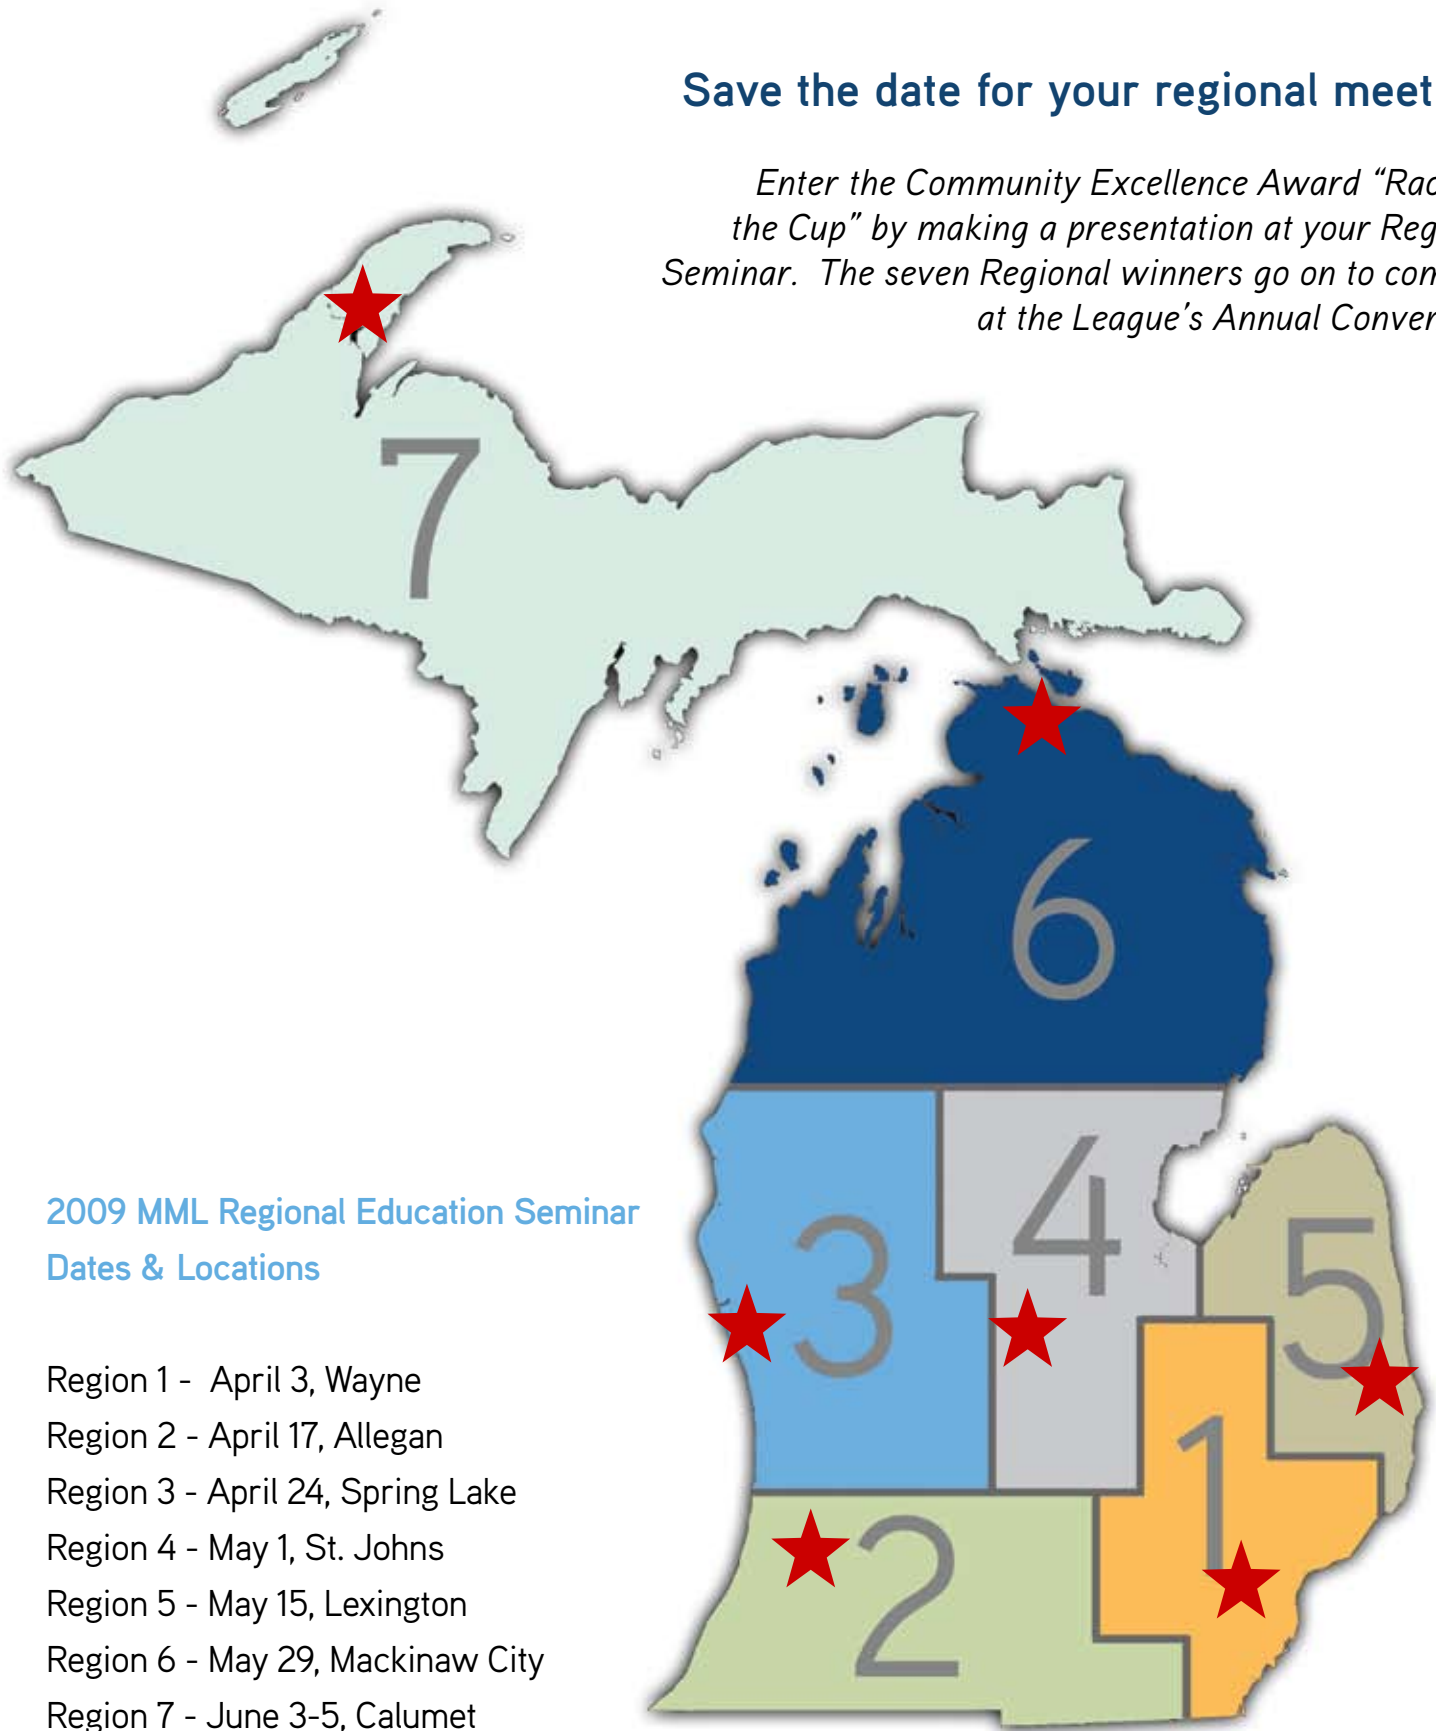 Save the date for your regional meet
Enter the Community Excellence Award “Rac
the Cup” by making a presentation at your Reg
Seminar.  The seven Regional winners go on to com
at the League’s Annual Conver
7
6
3
4
5
1
2
2009 MML Regional Education Seminar
Dates & Locations
Region 1 -  April 3, Wayne
Region 2 - April 17, Allegan
Region 3 - April 24, Spring Lake
Region 4 - May 1, St. Johns
Region 5 - May 15, Lexington
Region 6 - May 29, Mackinaw City
Region 7 - June 3-5, Calumet